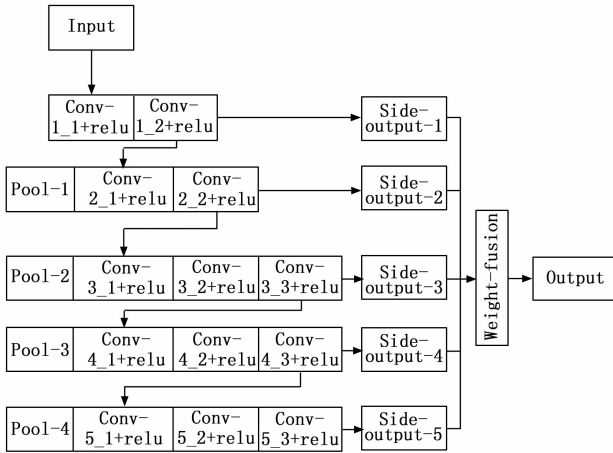 Input
Conv-
1_1+relu
Conv-
1_2+relu
Side-
output-1
Pool-1
Conv-
2_1+relu
Conv-
2_2+relu
Side-
output-2
Pool-2
Conv-
3_1+relu
Conv-
3_2+relu
Conv-
3_3+relu
Side-
output-3
Weight-fusion
Output
Pool-3
Conv-
4_1+relu
Conv-
4_2+relu
Conv-
4_3+relu
Side-
output-4
Pool-4
Conv-
5_1+relu
Conv-
5_2+relu
Conv-
5_3+relu
Side-
output-5